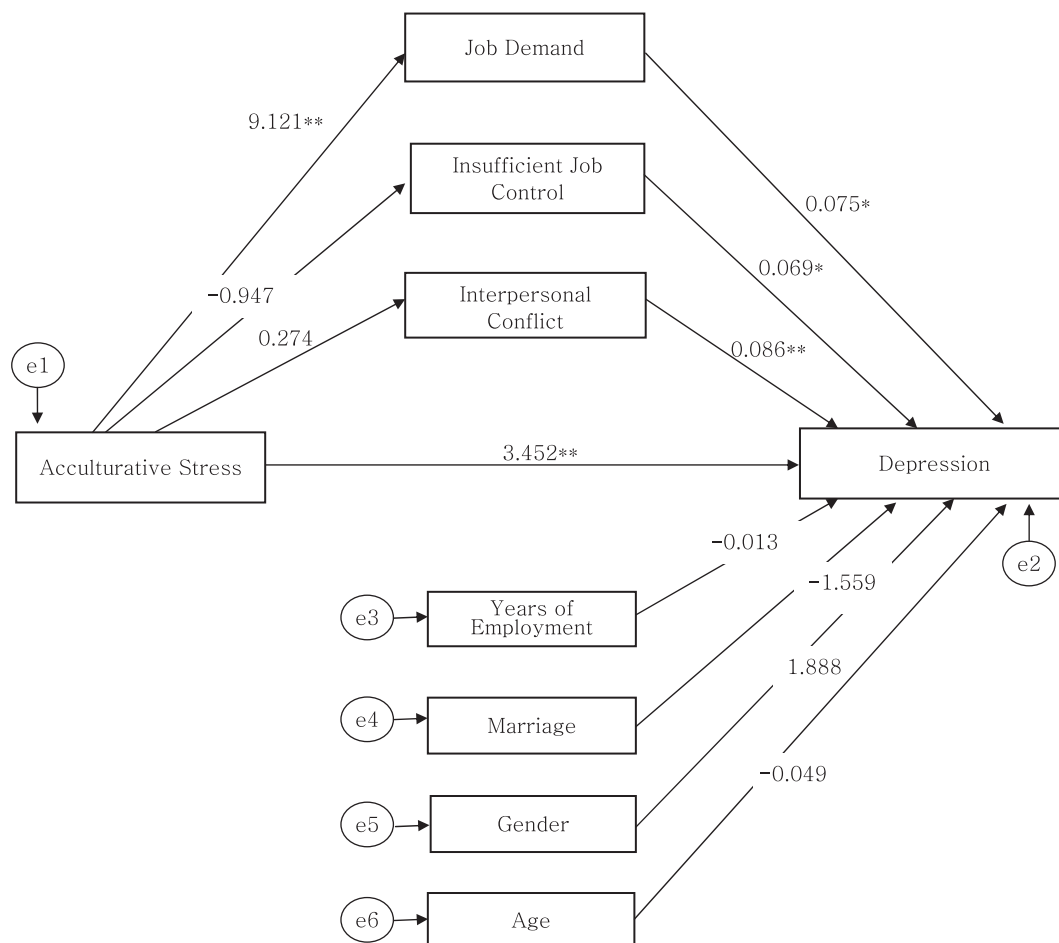 Job Demand
9.121**
Insufficient Job
Control
0.075*
-0.947
0.069*
Interpersonal
Conflict
0.274
0.086**
e1
Acculturative Stress
3.452**
Depression
-0.013
e2
-1.559
e3
Years of
Employment
1.888
e4
Marriage
-0.049
e5
Gender
e6
Age